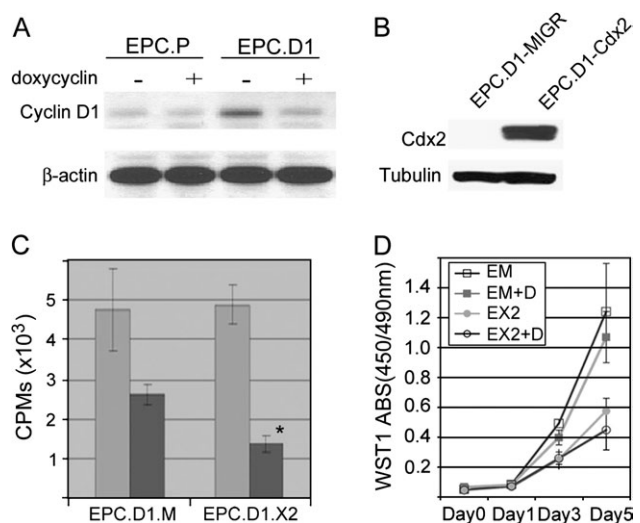 A
EPC.P EPC.D1
doxycyclin - + - +
Cyclin D1
β-actin
B
EPC.D1-MIGR
EPC.D1-Cdx2
Cdx2
Tubulin
C
CPMs (x10³)
5
4
3
2
1
*
EPC.D1.M EPC.D1.X2
D
WST1 ABS(450/490nm)
EM
EM+D
EX2
EX2+D
1.4
1.2
1.0
0.8
0.6
0.4
0.2
Day0 Day1 Day3 Day5